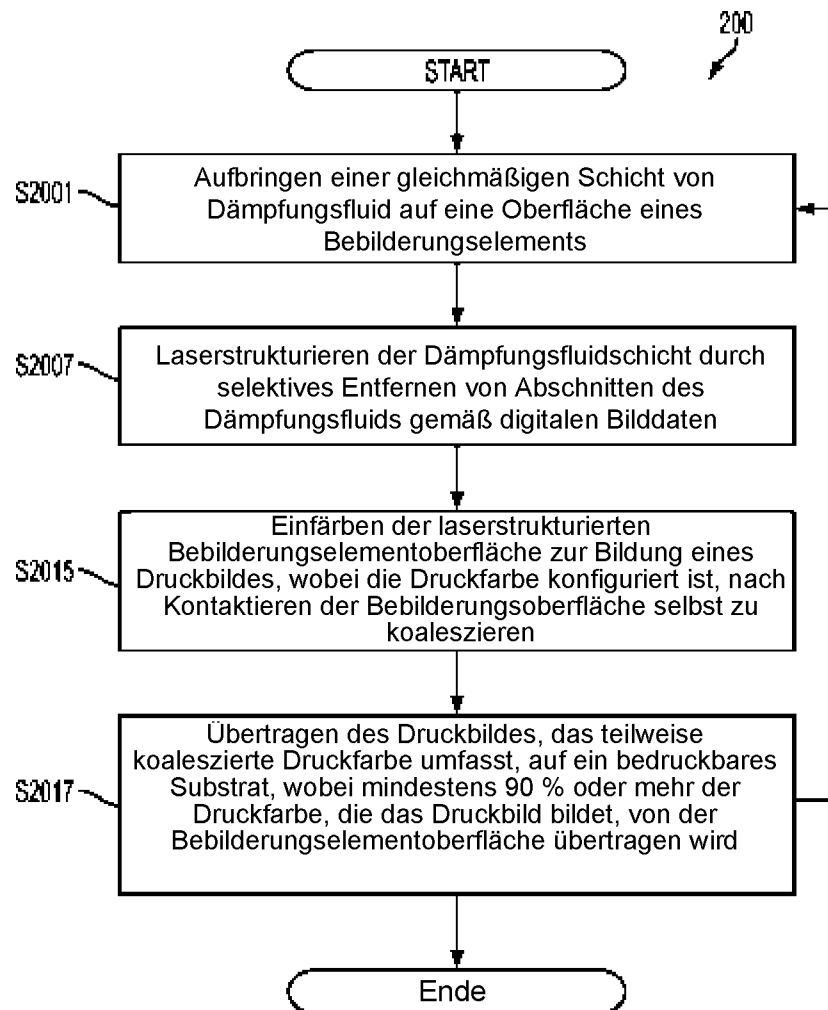 200
START
S2001
Aufbringen einer gleichmäßigen Schicht von
Dämpfungsfluid auf eine Oberfläche eines
Bebilderungselements
S2007
Laserstrukturieren der Dämpfungsfluidschicht durch
selektives Entfernen von Abschnitten des
Dämpfungsfluids gemäß digitalen Bilddaten
S2015
Einfärben der laserstrukturierten
Bebilderungselementoberfläche zur Bildung eines
Druckbildes, wobei die Druckfarbe konfiguriert ist, nach
Kontaktieren der Bebilderungsoberfläche selbst zu
koaleszieren
S2017
Übertragen des Druckbildes, das teilweise
koaleszierte Druckfarbe umfasst, auf ein bedruckbares
Substrat, wobei mindestens 90 % oder mehr der
Druckfarbe, die das Druckbild bildet, von der
Bebilderungselementoberfläche übertragen wird
Ende